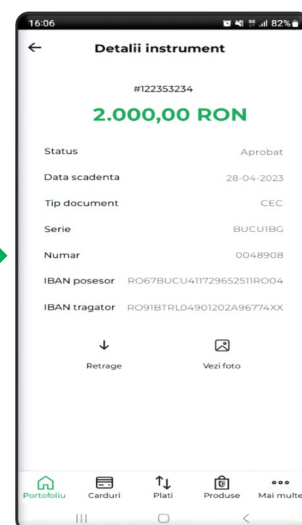 16:06 82%
Detalii instrument
#122353234
2.000,00 RON
Status Aprobat
Data scadenta 28-04-2023
Tip document CEC
Serie BUCU1BG
Numar 0048908
IBAN posesor RO67BUCU411729652511RO04
IBAN tragator RO91BTRL04901202A96774XX
Retrage Vezi foto
Portofoliu Carduri Plati Produse Mai multe